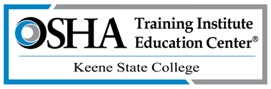 OSHA Training Institute
Education Center®
Keene State College